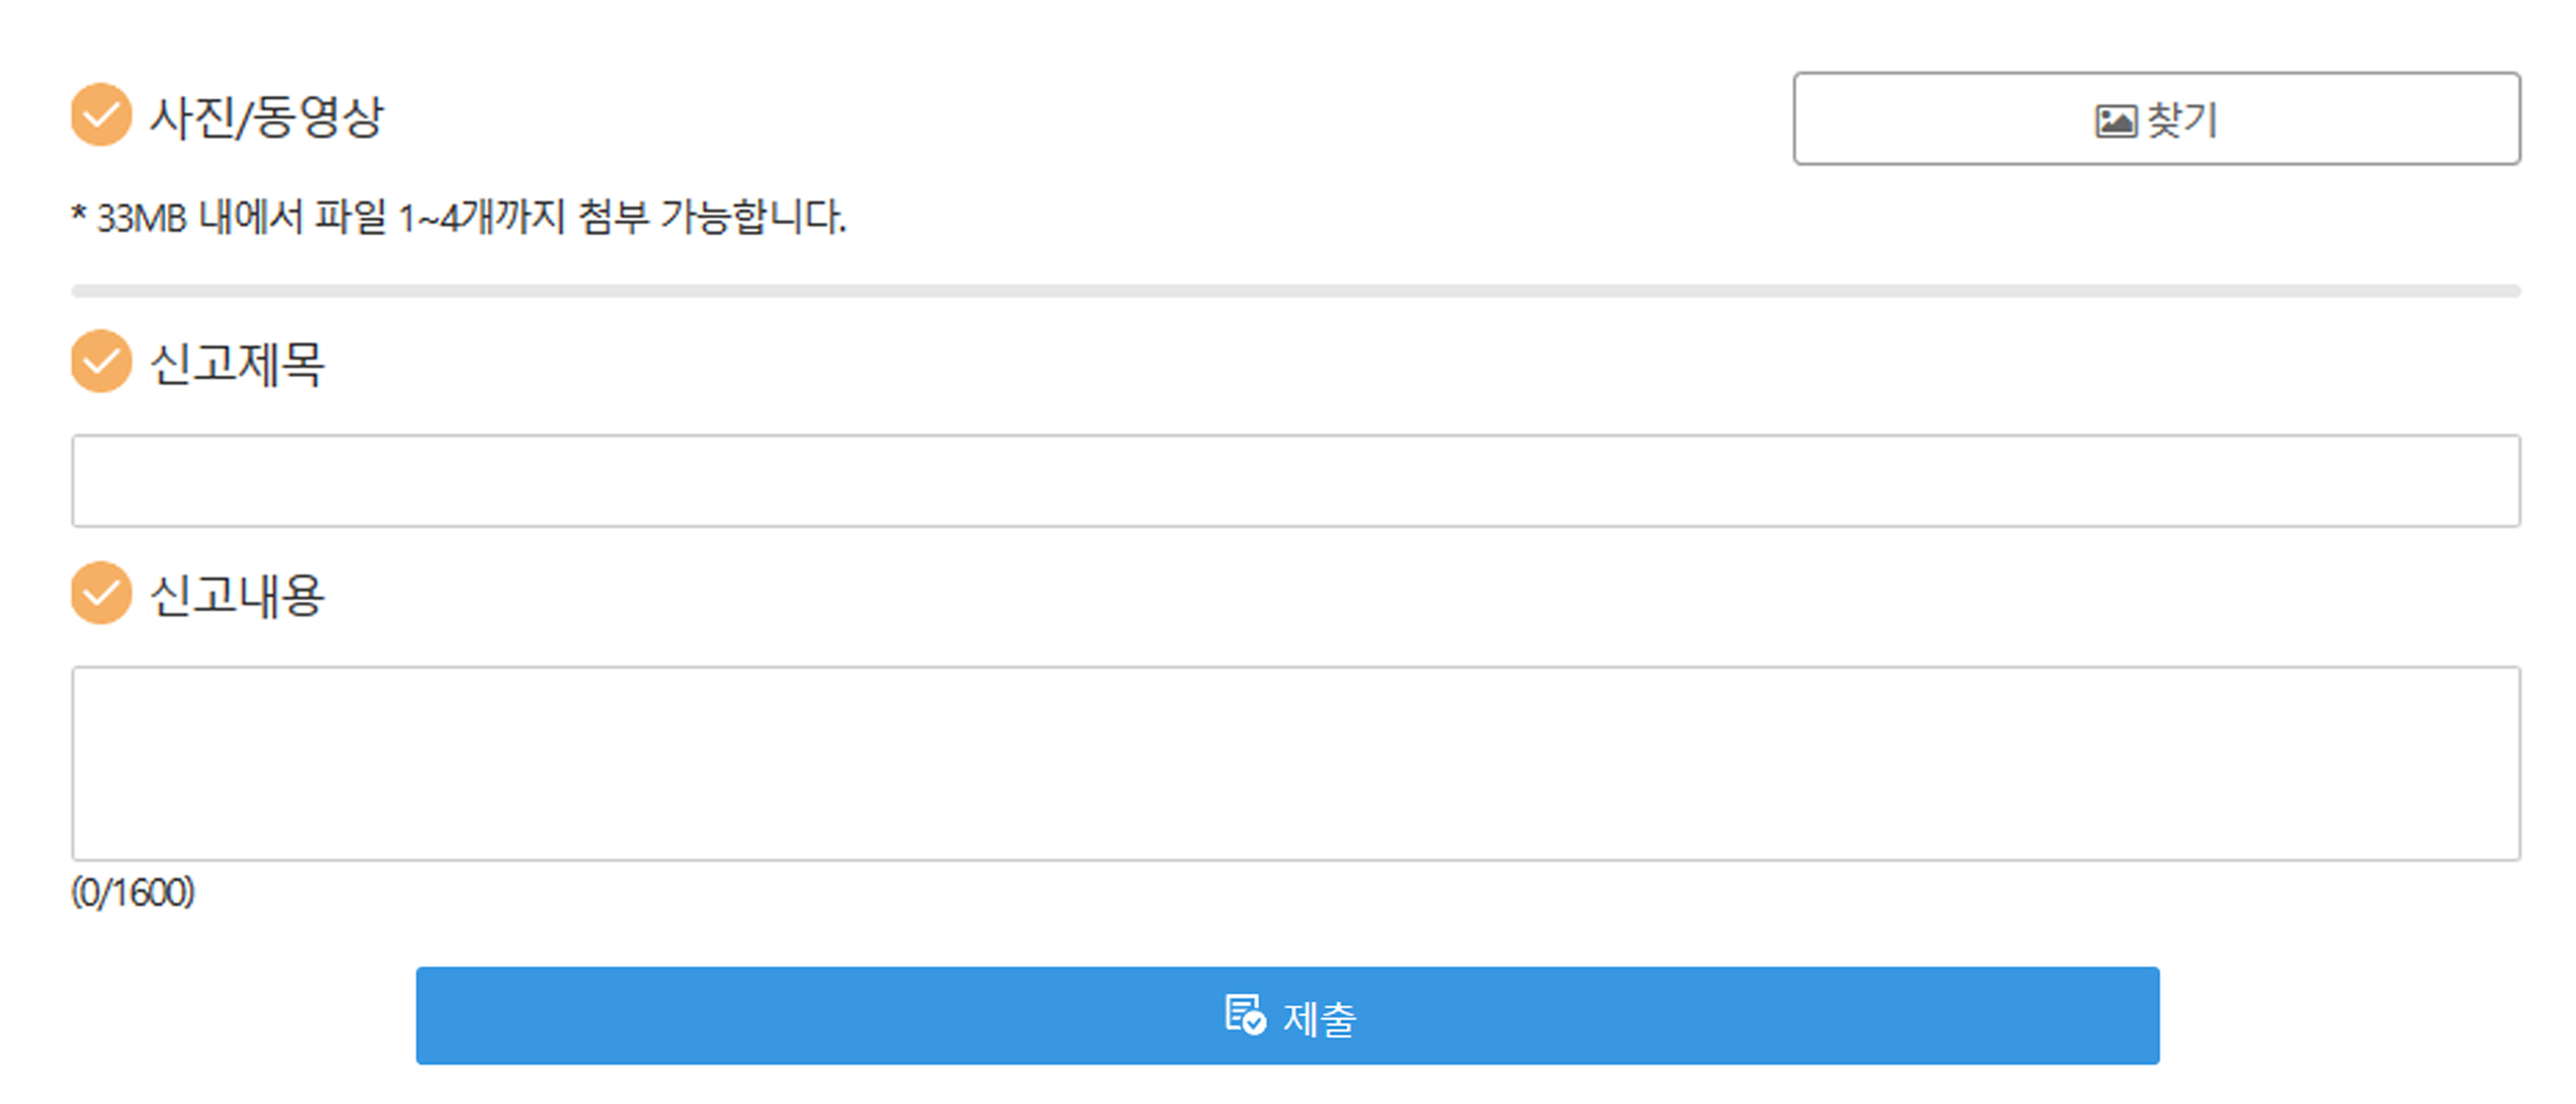 사진/동영상
찾기
* 33MB 내에서 파일 1~4개까지 첨부 가능합니다.
신고제목
신고내용
(0/1600)
제출